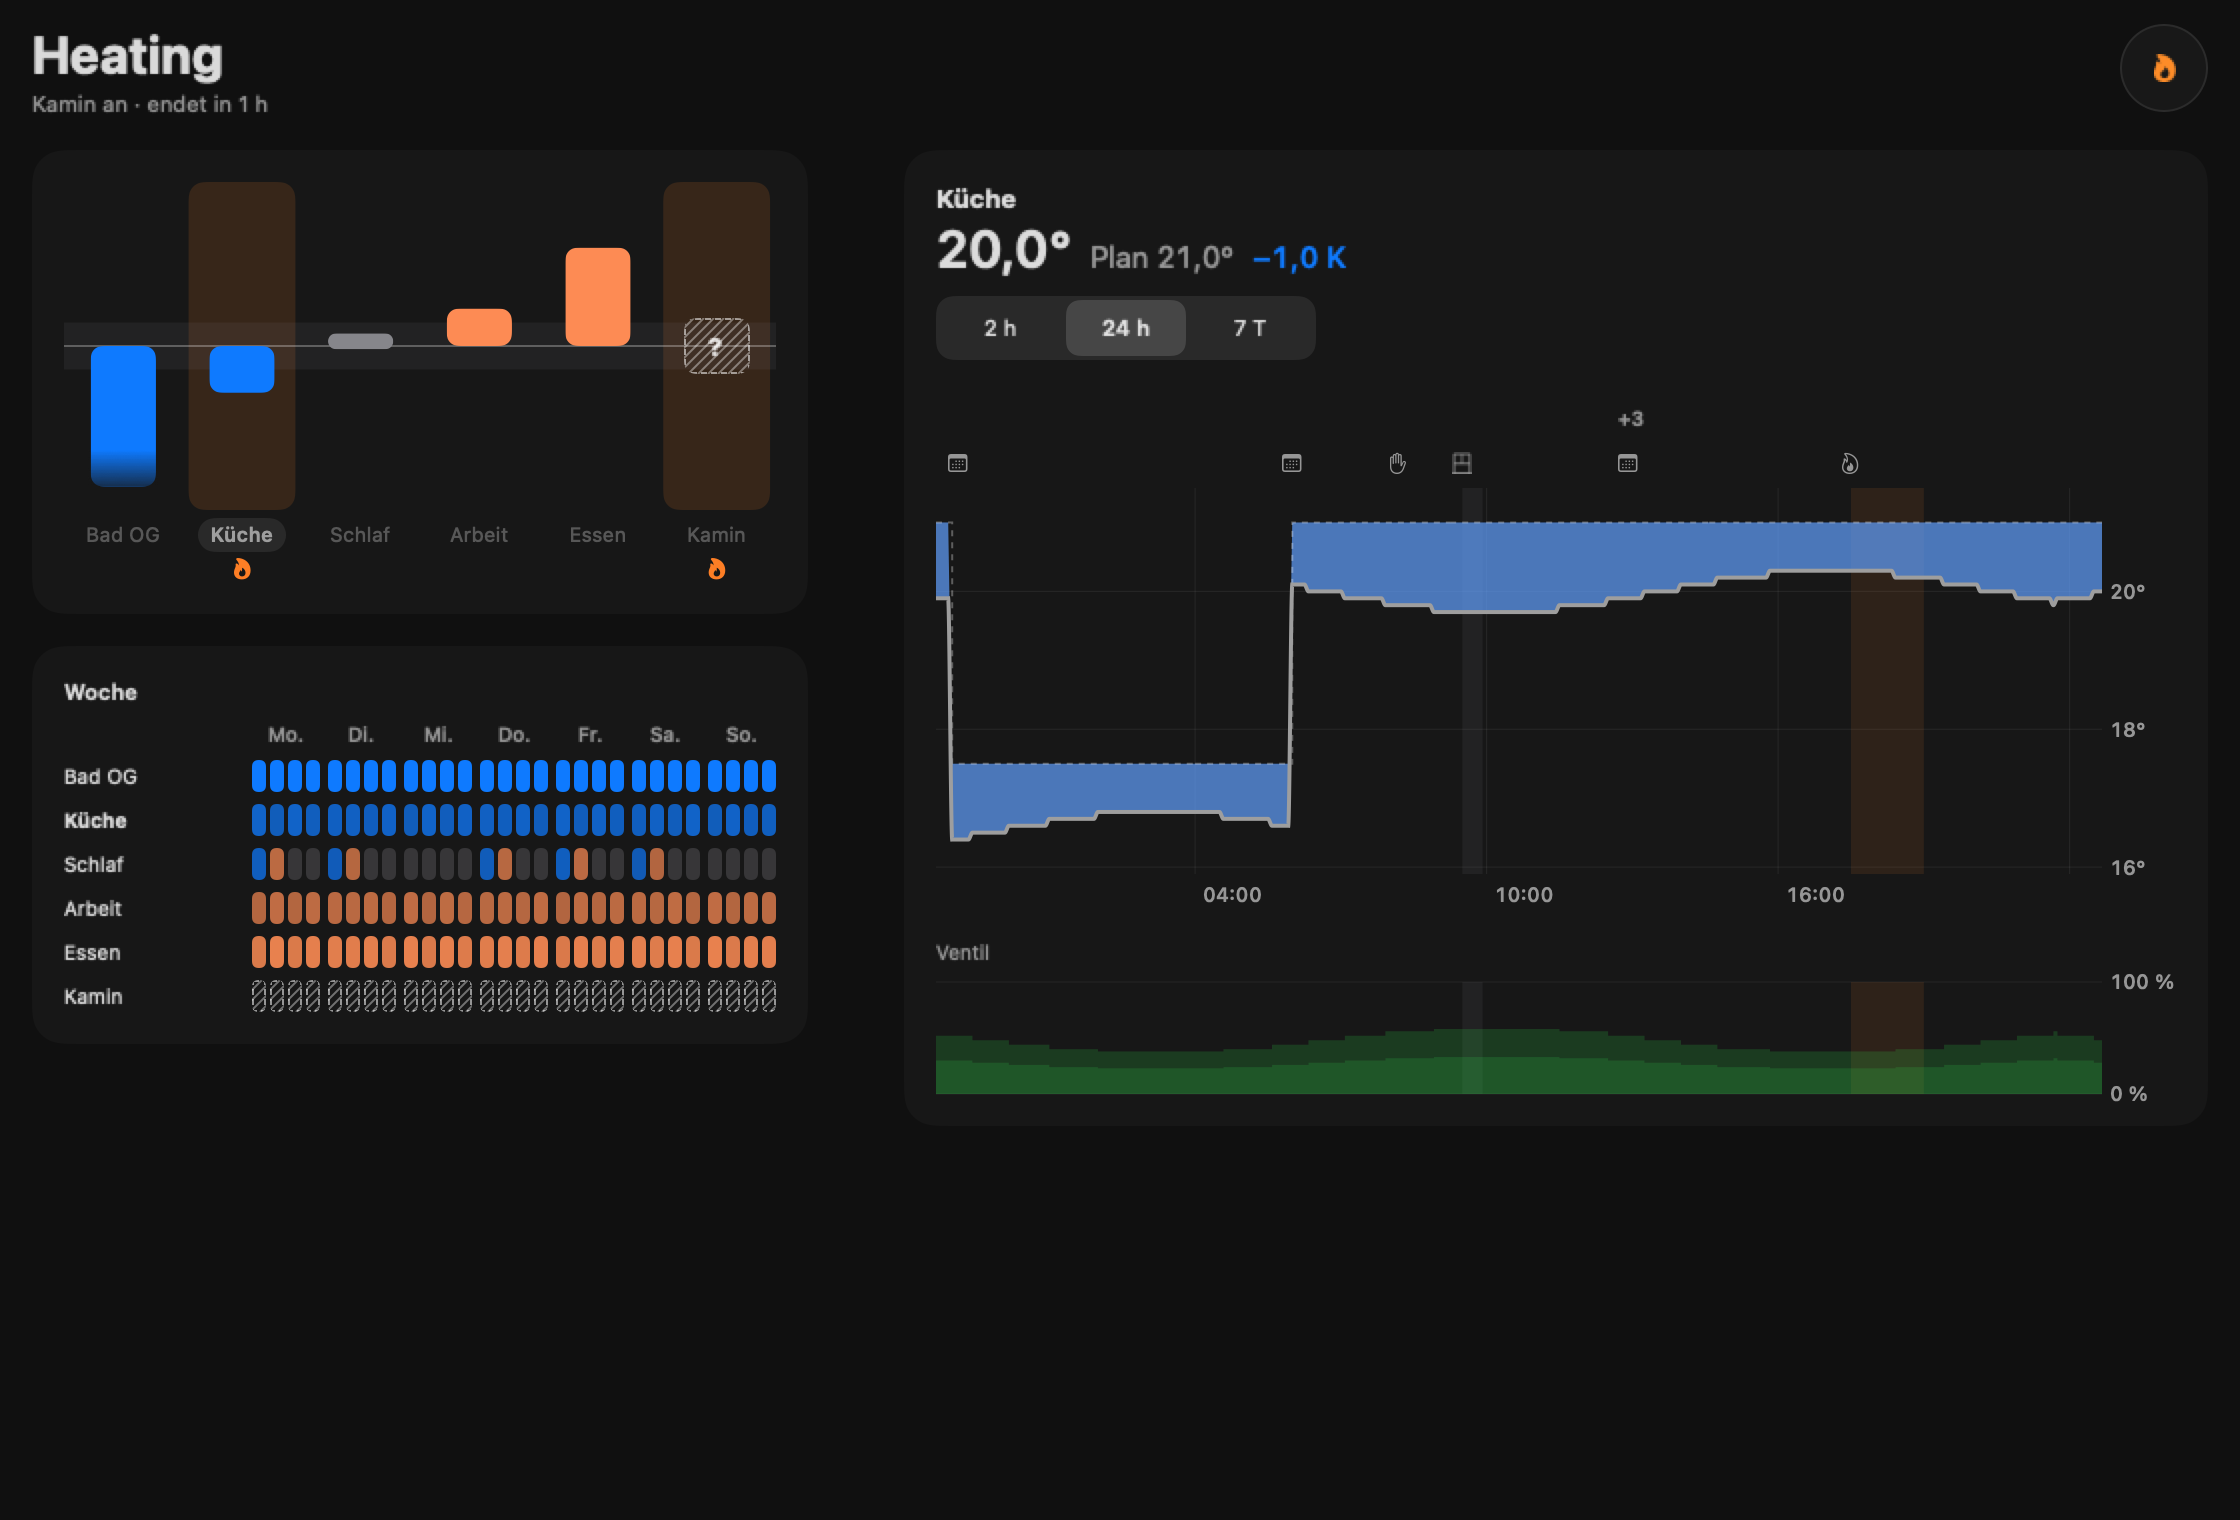 Heating
Kamin an · endet in 1 h
?
Bad OG
Küche
Schlaf
Arbeit
Essen
Kamin
Woche
Mo. Di. Mi. Do. Fr. Sa. So.
Bad OG
Küche
Schlaf
Arbeit
Essen
Kamin
Küche
20,0° Plan 21,0° −1,0 K
2 h 24 h 7 T
+3
20°
18°
16°
04:00 10:00 16:00
Ventil
100 %
0 %